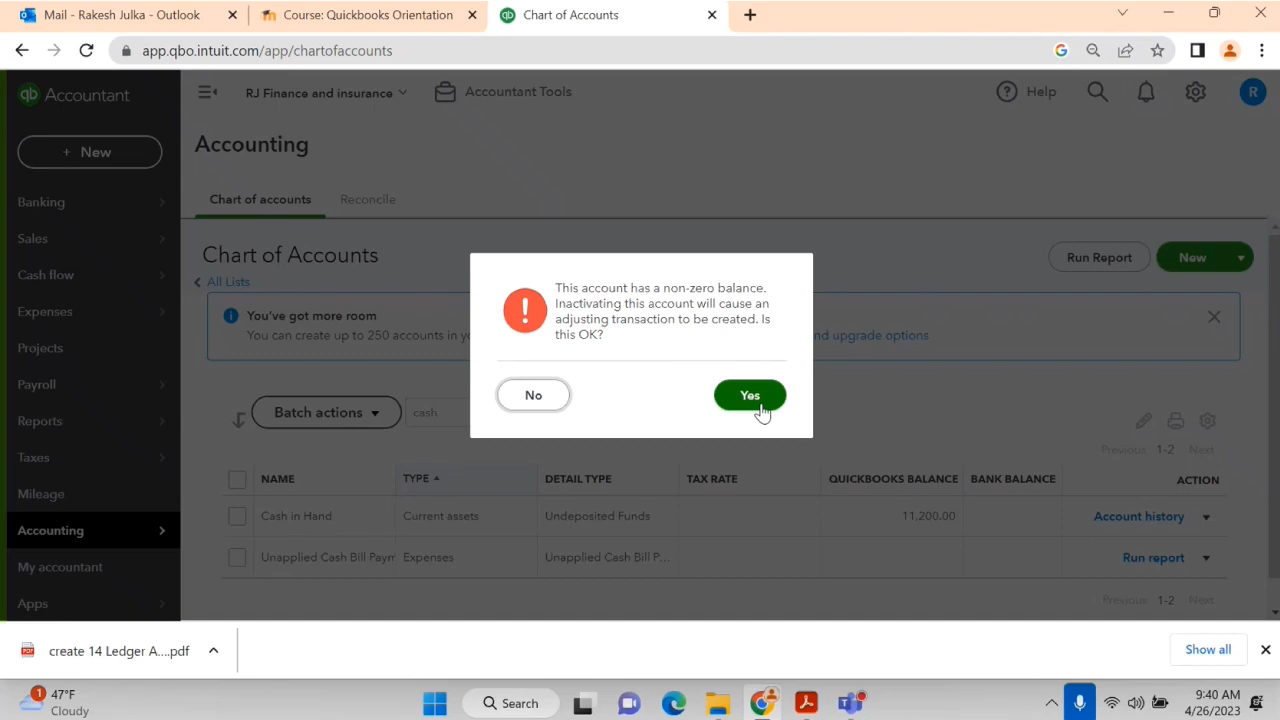 Mail - Rakesh Julka - Outlook
Course: Quickbooks Orientation
Chart of Accounts
app.qbo.intuit.com/app/chartofaccounts
qb Accountant
RJ Finance and insurance
Accountant Tools
Help
R
+ New
Accounting
Banking
Sales
Cash flow
Expenses
Projects
Payroll
Reports
Taxes
Mileage
Accounting
My accountant
Apps
Chart of accounts
Reconcile
Chart of Accounts
All Lists
Run Report
New
You've got more room
You can create up to 250 accounts in y
nd upgrade options
This account has a non-zero balance.
Inactivating this account will cause an
adjusting transaction to be created. Is
this OK?
No
Yes
Batch actions
cash
Previous 1-2 Next
NAME TYPE DETAIL TYPE TAX RATE QUICKBOOKS BALANCE BANK BALANCE ACTION
Cash in Hand Current assets Undeposited Funds 11,200.00 Account history
Unapplied Cash Bill Paym Expenses Unapplied Cash Bill P... Run report
Previous 1-2 Next
create 14 Ledger A....pdf
Show all
1
47°F
Cloudy
Search
9:40 AM
4/26/2023